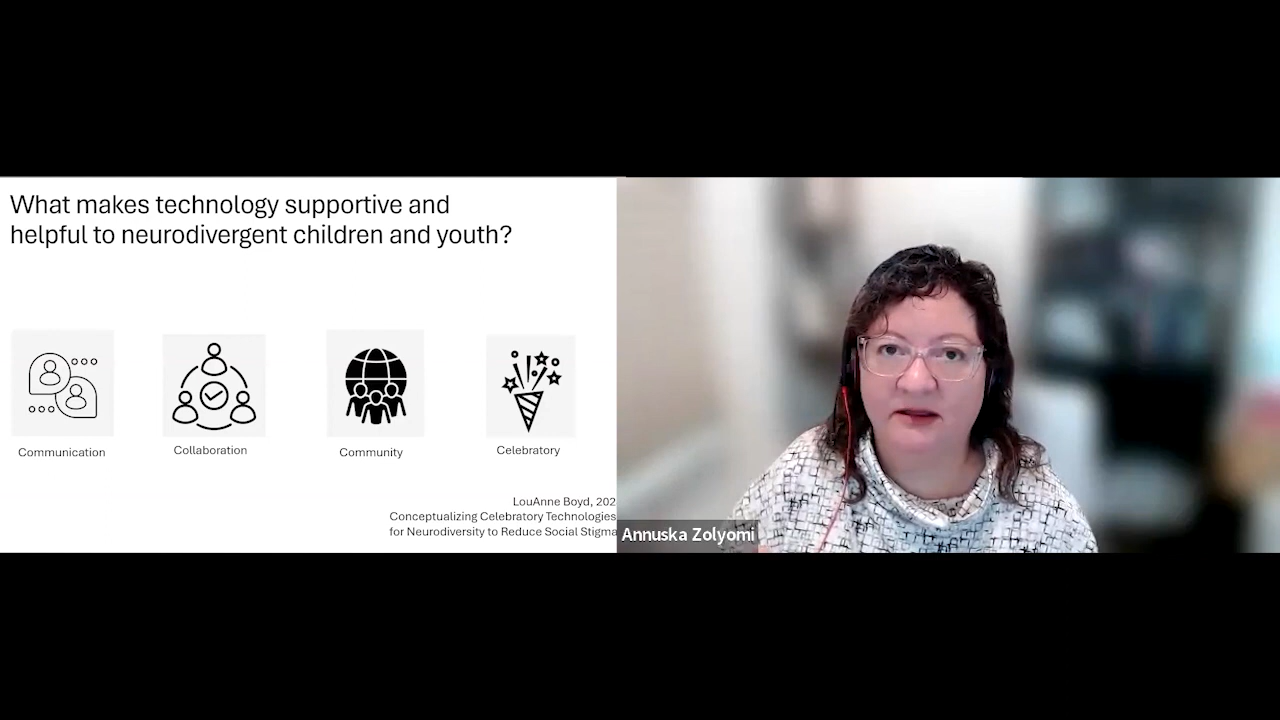 What makes technology supportive and
helpful to neurodivergent children and youth?
Communication
Collaboration
Community
Celebratory
LouAnne Boyd, 202
Conceptualizing Celebratory Technologies
for Neurodiversity to Reduce Social Stigma
Annuska Zolyomi